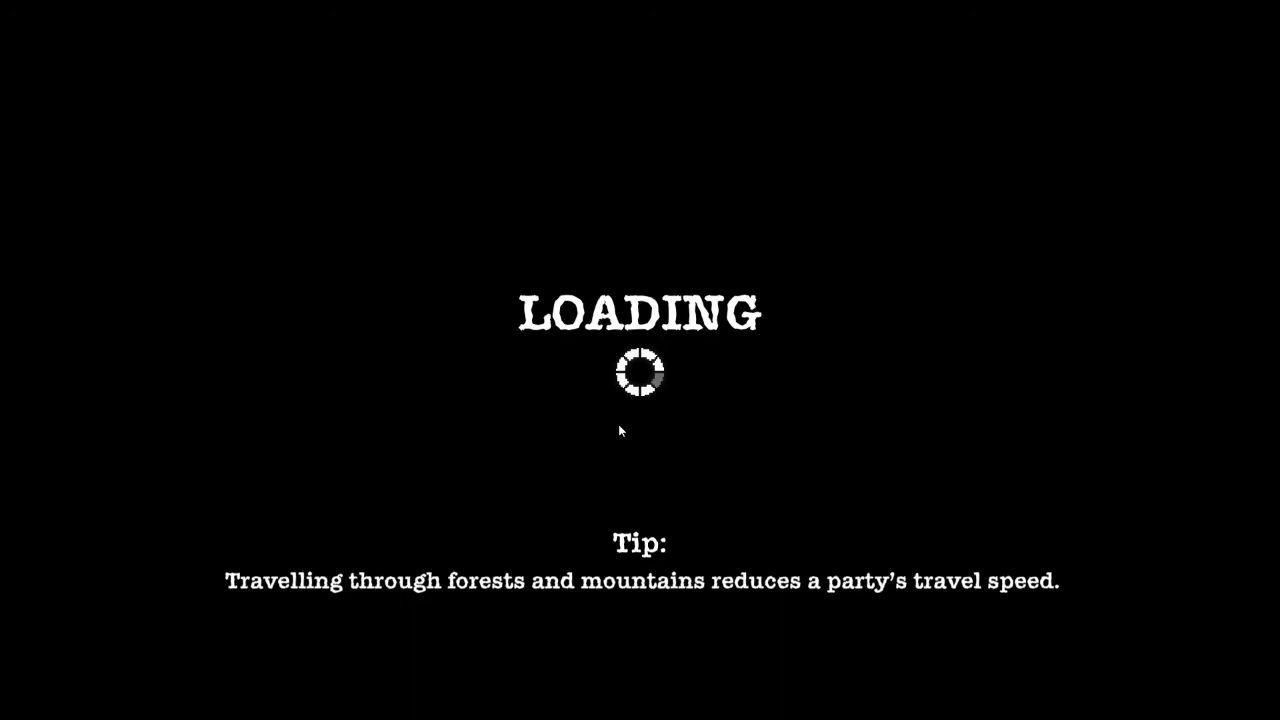 LOADING
Tip:
Travelling through forests and mountains reduces a party's travel speed.